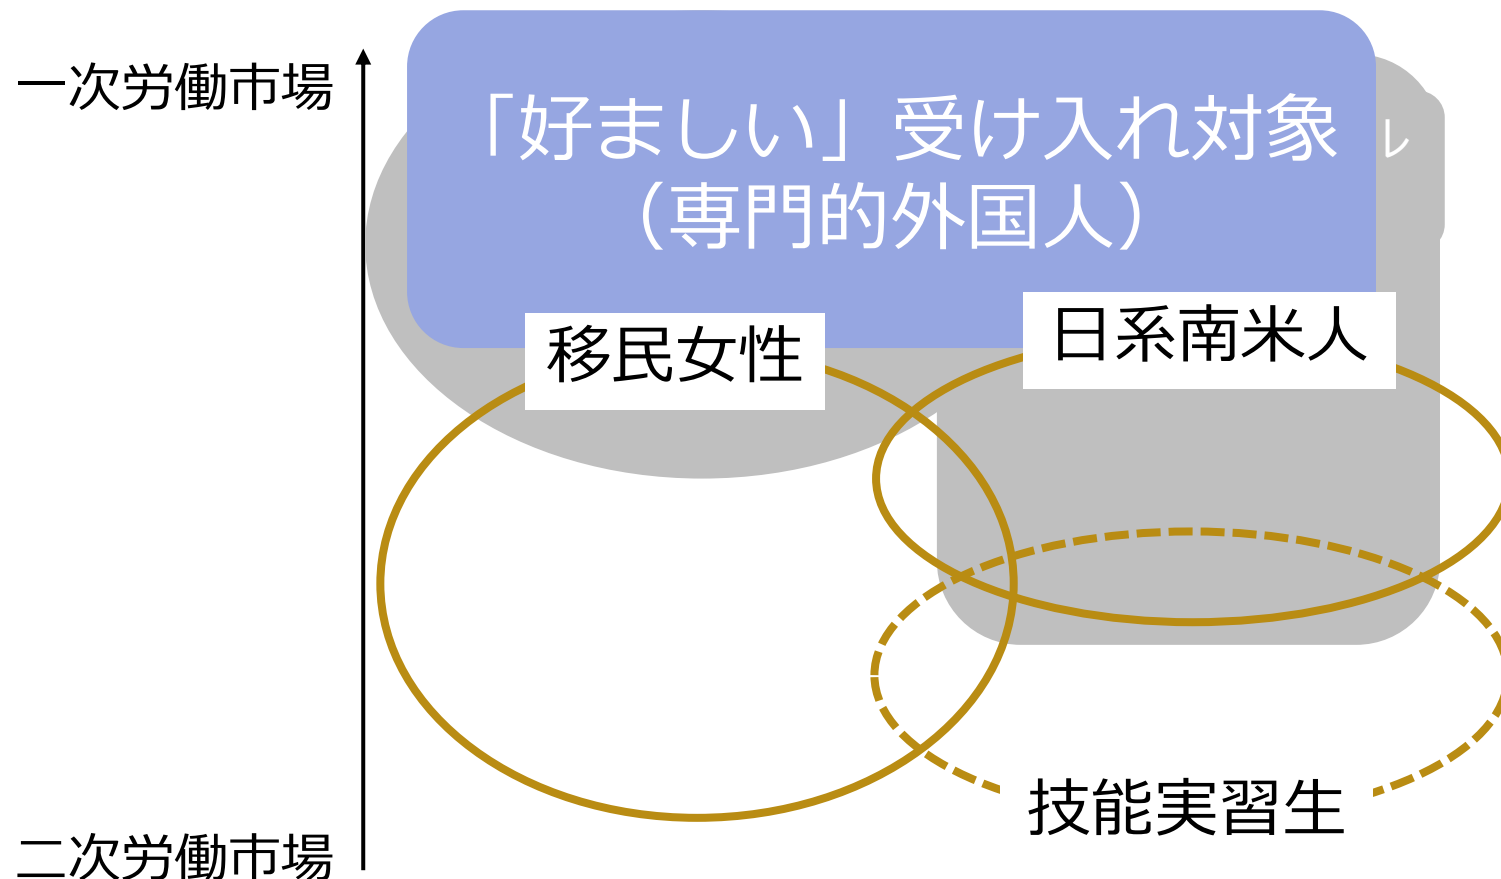 一次労働市場
「好ましい」受け入れ対象
（専門的外国人）
移民女性
日系南米人
技能実習生
二次労働市場